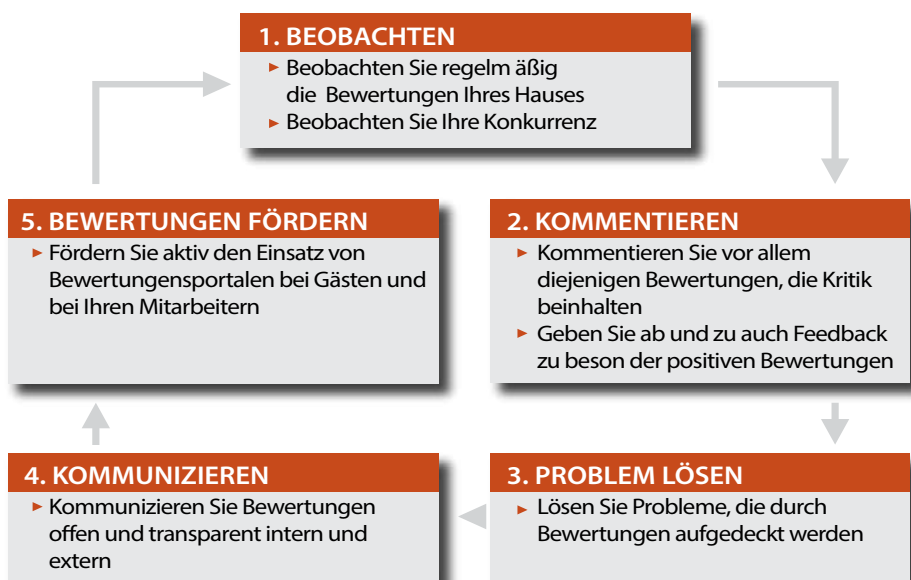 1. BEOBACHTEN
► Beobachten Sie regelm äßig
die Bewertungen Ihres Hauses
► Beobachten Sie Ihre Konkurrenz
2. KOMMENTIEREN
► Kommentieren Sie vor allem
diejenigen Bewertungen, die Kritik
beinhalten
► Geben Sie ab und zu auch Feedback
zu beson der positiven Bewertungen
3. PROBLEM LÖSEN
► Lösen Sie Probleme, die durch
Bewertungen aufgedeckt werden
4. KOMMUNIZIEREN
► Kommunizieren Sie Bewertungen
offen und transparent intern und
extern
5. BEWERTUNGEN FÖRDERN
► Fördern Sie aktiv den Einsatz von
Bewertungensportalen bei Gästen und
bei Ihren Mitarbeitern